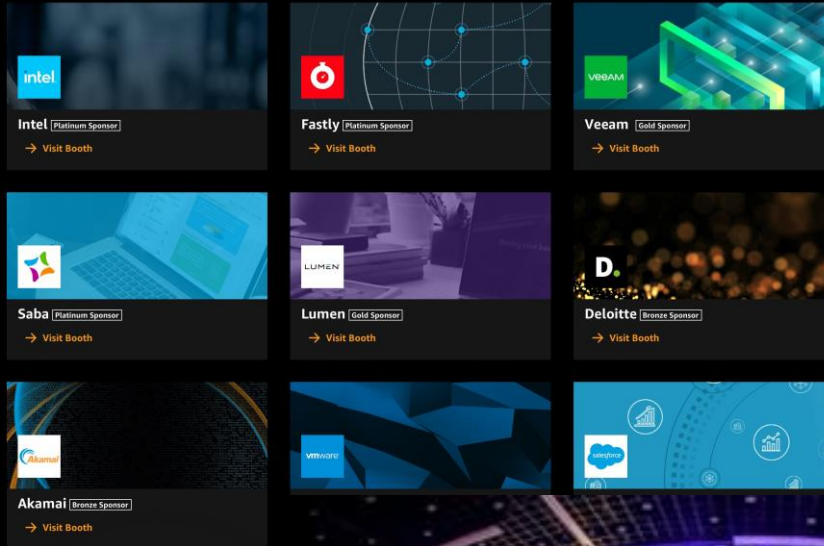 intel
Intel Platinum Sponsor
→ Visit Booth
Fastly Platinum Sponsor
→ Visit Booth
veeam
Veeam Gold Sponsor
→ Visit Booth
Saba Platinum Sponsor
→ Visit Booth
LUMEN
Lumen Gold Sponsor
→ Visit Booth
D.
Deloitte Bronze Sponsor
→ Visit Booth
Akamai
Akamai Bronze Sponsor
→ Visit Booth
vmware
salesforce